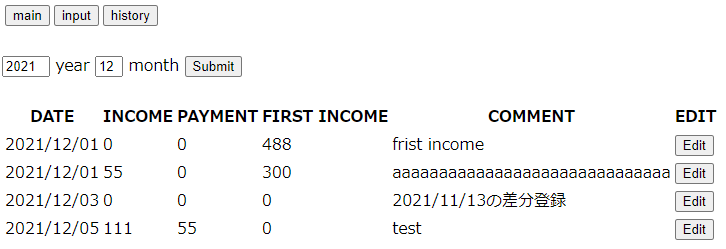 main input history
2021 year 12 month Submit
DATE INCOME PAYMENT FIRST INCOME COMMENT EDIT
2021/12/01 0 0 488 frist income Edit
2021/12/01 55 0 300 aaaaaaaaaaaaaaaaaaaaaaaaaaaaaa Edit
2021/12/03 0 0 0 2021/11/13の差分登録 Edit
2021/12/05 111 55 0 test Edit